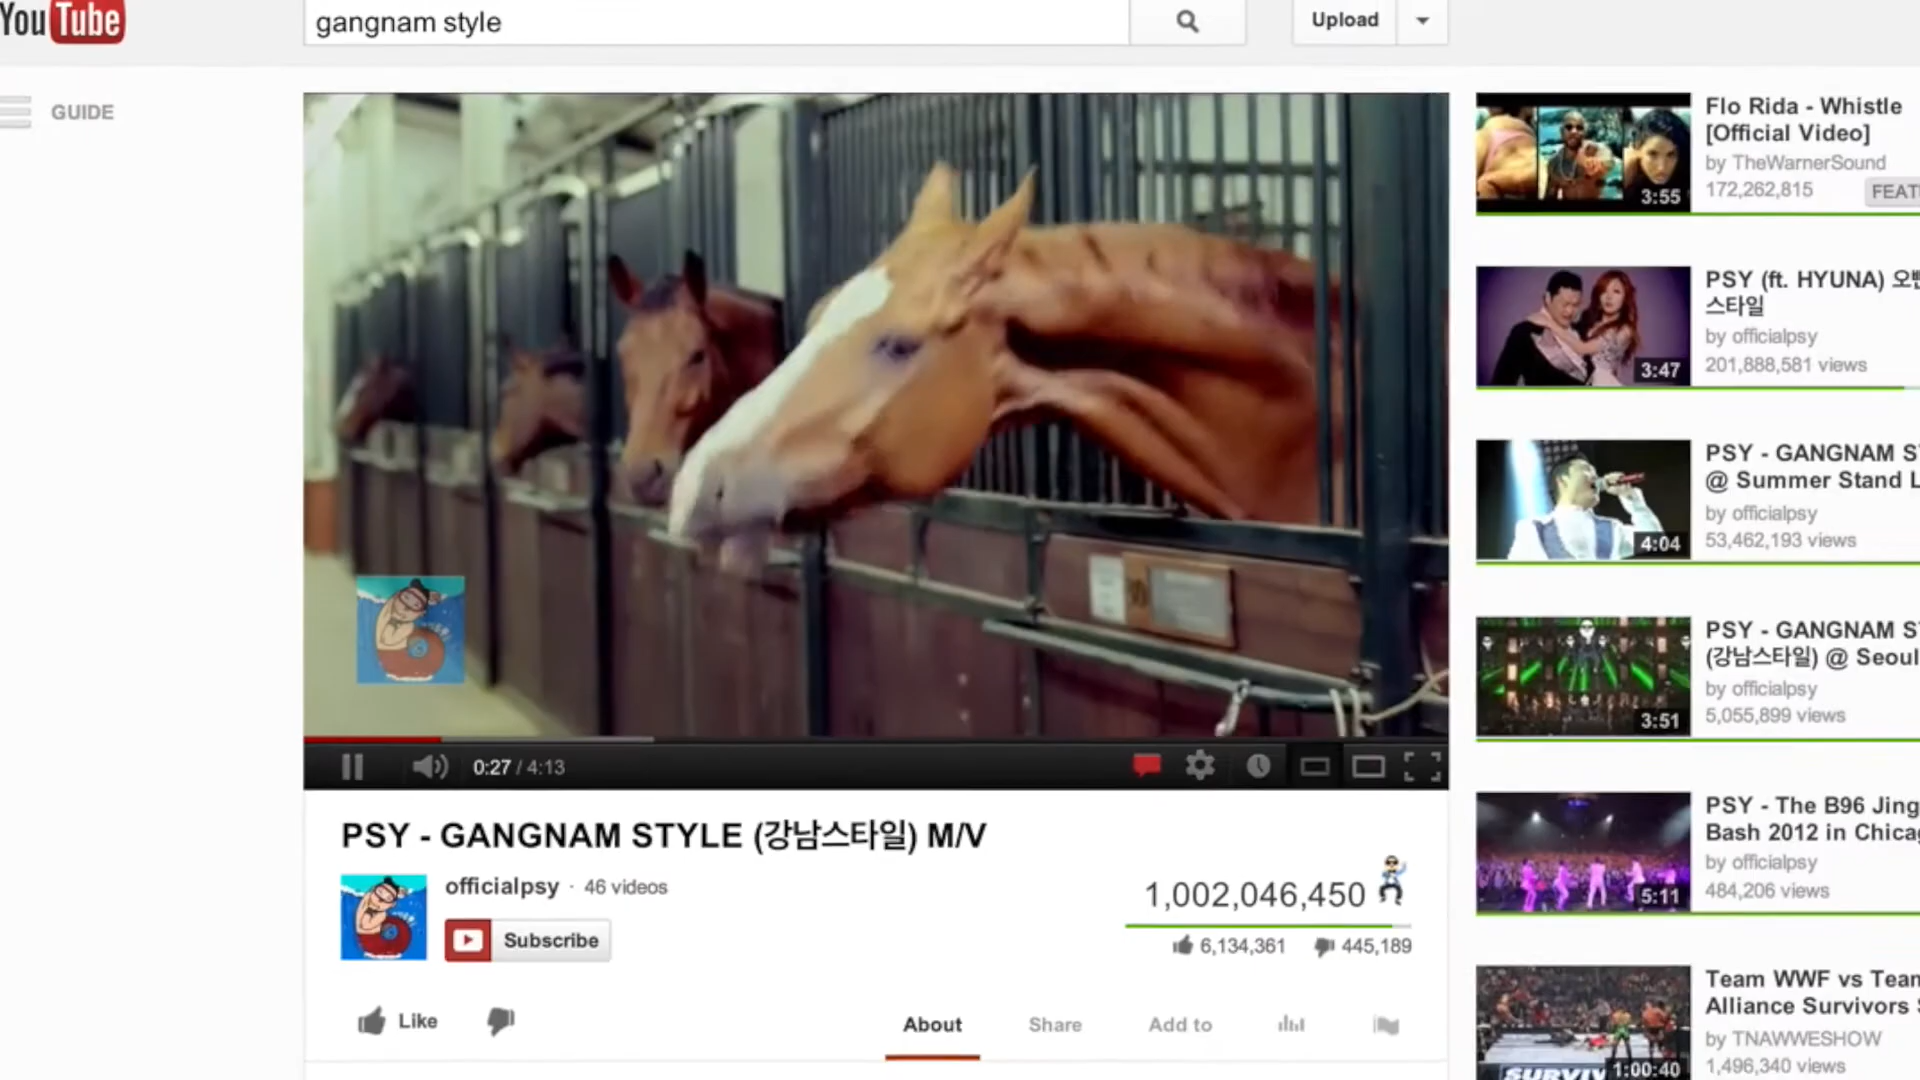 YouTube
gangnam style
Upload
GUIDE
0:27 / 4:13
PSY - GANGNAM STYLE (강남스타일) M/V
officialpsy · 46 videos
Subscribe
1,002,046,450
6,134,361 445,189
Like
About Share Add to
3:55
Flo Rida - Whistle
[Official Video]
by TheWarnerSound
172,262,815
FEAT
3:47
PSY (ft. HYUNA)
스타일
by officialpsy
201,888,581 views
4:04
PSY - GANGNAM
@ Summer Stand
by officialpsy
53,462,193 views
3:51
PSY - GANGNAM
(강남스타일) @ Seoul
by officialpsy
5,055,899 views
5:11
PSY - The B96 Jing
Bash 2012 in
by officialpsy
484,206 views
1:00:40
Team WWF vs Team
Alliance Survivors
by TNAWWESHOW
1,496,340 views